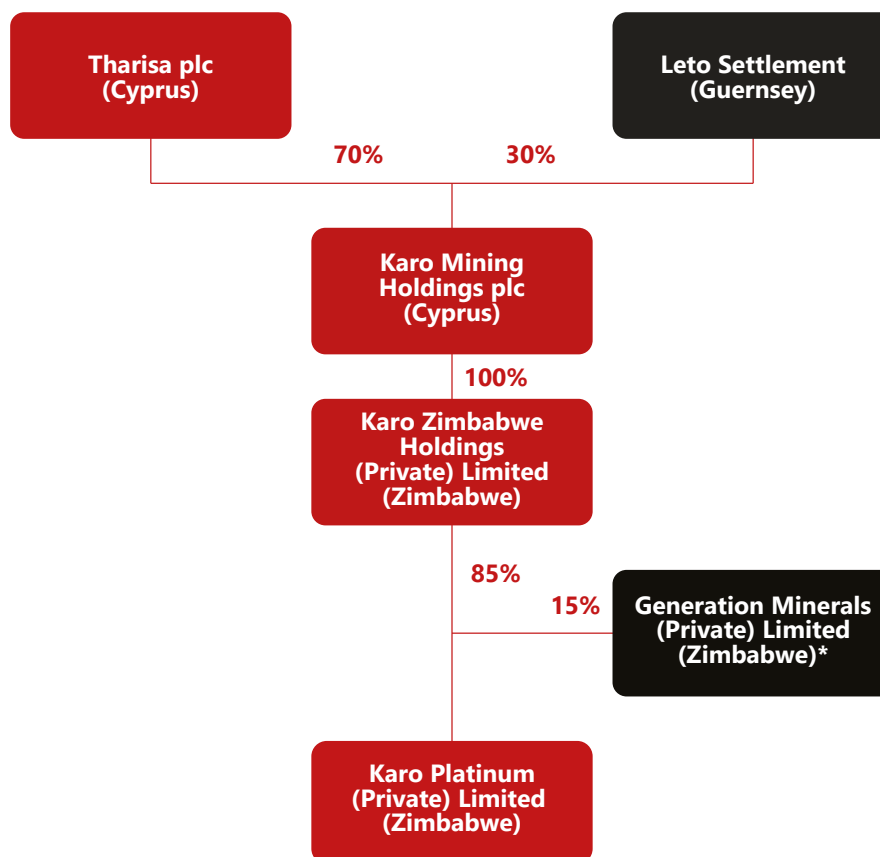 Tharisa plc
(Cyprus)
Leto Settlement
(Guernsey)
70%
30%
Karo Mining
Holdings plc
(Cyprus)
100%
Karo Zimbabwe
Holdings
(Private) Limited
(Zimbabwe)
85%
15%
Generation Minerals
(Private) Limited
(Zimbabwe)*
Karo Platinum
(Private) Limited
(Zimbabwe)